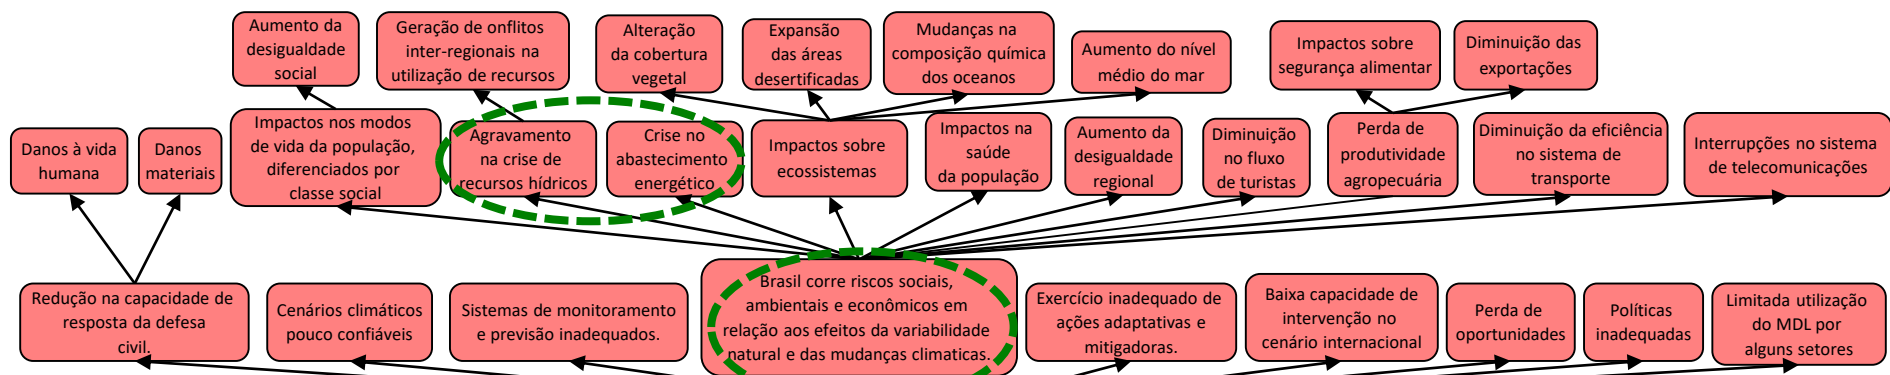 Aumento da
desigualdade
social
Geração de onflitos
inter-regionais na
utilização de recursos
Alteração
da cobertura
vegetal
Expansão
das áreas
desertificadas
Mudanças na
composição química
dos oceanos
Aumento do nível
médio do mar
Impactos sobre
segurança alimentar
Diminuição das
exportações
Danos à vida
humana
Danos
materiais
Impactos nos modos
de vida da população,
diferenciados por
classe social
Agravamento
na crise de
recursos hídricos
Crise no
abastecimento
energético
Impactos sobre
ecossistemas
Impactos na
saúde
da população
Aumento da
desigualdade
regional
Diminuição
no fluxo
de turistas
Perda de
produtividade
agropecuária
Diminuição da eficiência
no sistema de
transporte
Interrupções no sistema
de telecomunicações
Redução na capacidade de
resposta da defesa
civil.
Cenários climáticos
pouco confiáveis
Sistemas de monitoramento
e previsão inadequados.
Brasil corre riscos sociais,
ambientais e econômicos em
relação aos efeitos da variabilidade
natural e das mudanças climaticas.
Exercício inadequado de
ações adaptativas e
mitigadoras.
Baixa capacidade de
intervenção no
cenário internacional
Perda de
oportunidades
Políticas
inadequadas
Limitada utilização
do MDL por
alguns setores